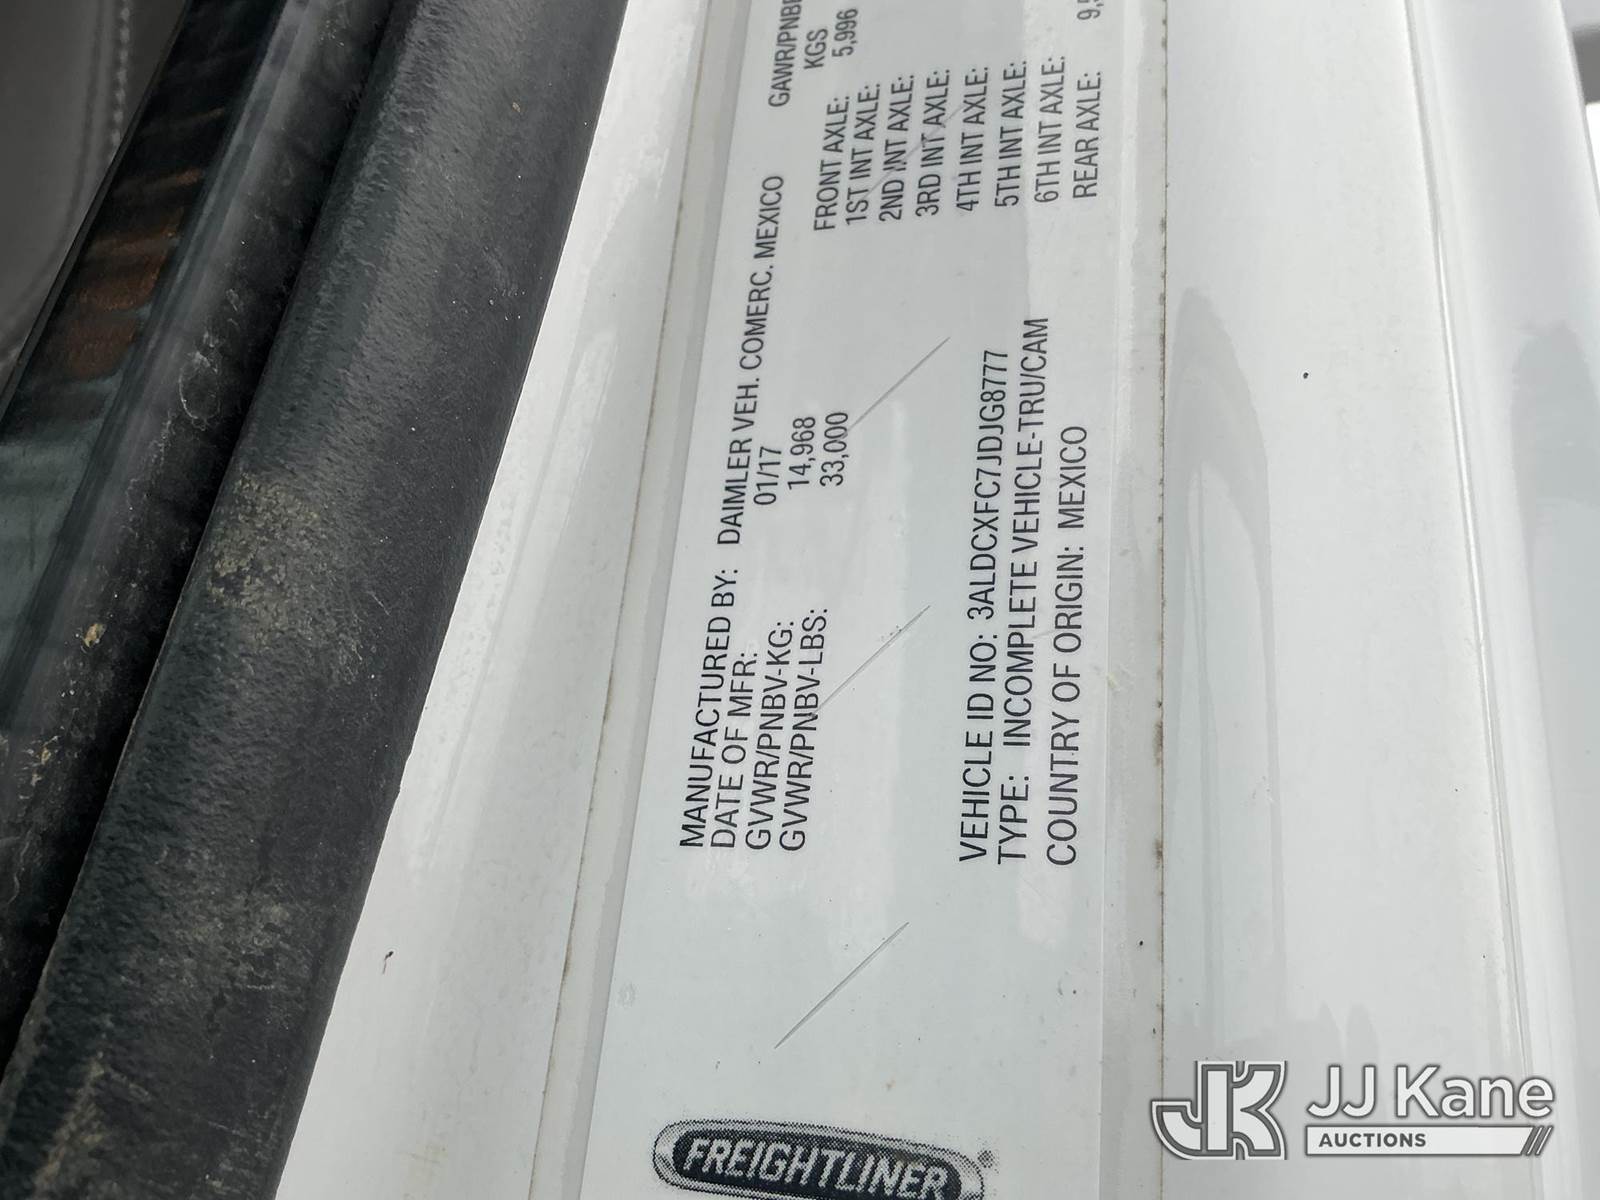 FREIGHTLINER
MANUFACTURED BY: DAIMLER VEH. COMERC. MEXICO
DATE OF MFR: 01/17
GVWR/PNBV-KG: 14,968
GVWR/PNBV-LBS: 33,000
VEHICLE ID NO: 3ALDCXFC7JDJG8777
TYPE: INCOMPLETE VEHICLE-TRU/CAM
COUNTRY OF ORIGIN: MEXICO
KGS
FRONT AXLE: 5,996
1ST INT AXLE:
2ND INT AXLE:
3RD INT AXLE:
4TH INT AXLE:
5TH INT AXLE:
6TH INT AXLE:
REAR AXLE:
JK JJ Kane
AUCTIONS